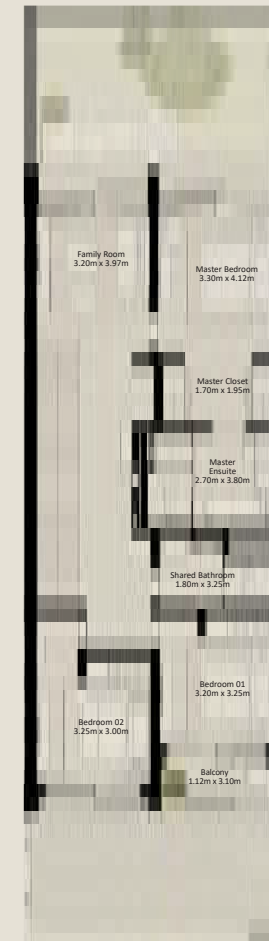 Family Room
3.20m x 3.97m
Master Bedroom
3.30m x 4.12m
Master Closet
1.70m x 1.95m
Master
Ensuite
2.70m x 3.80m
Shared Bathroom
1.80m x 3.25m
Bedroom 01
3.20m x 3.25m
Bedroom 02
3.25m x 3.00m
Balcony
1.12m x 3.10m